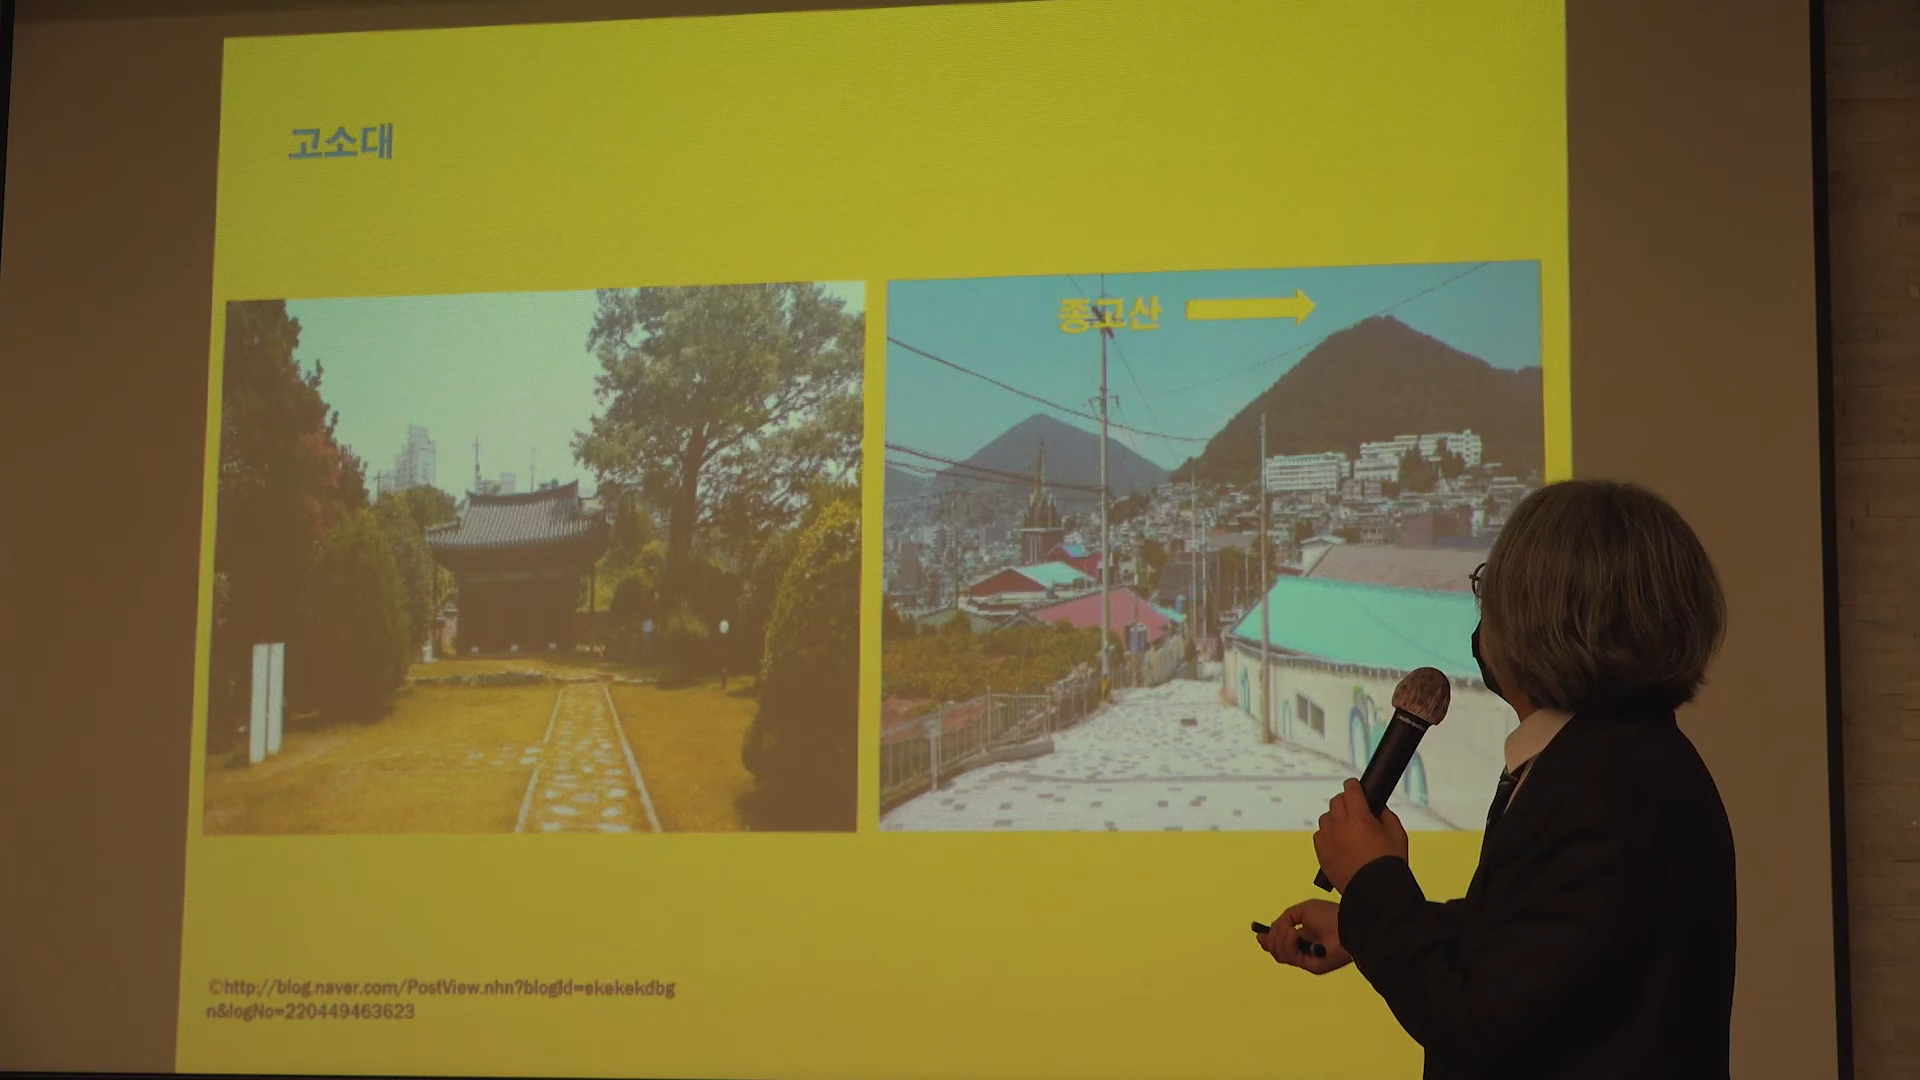 고소대
종고산
©http://blog.naver.com/PostView.nhn?blogId=ekekekdbg
n&logNo=220449463623